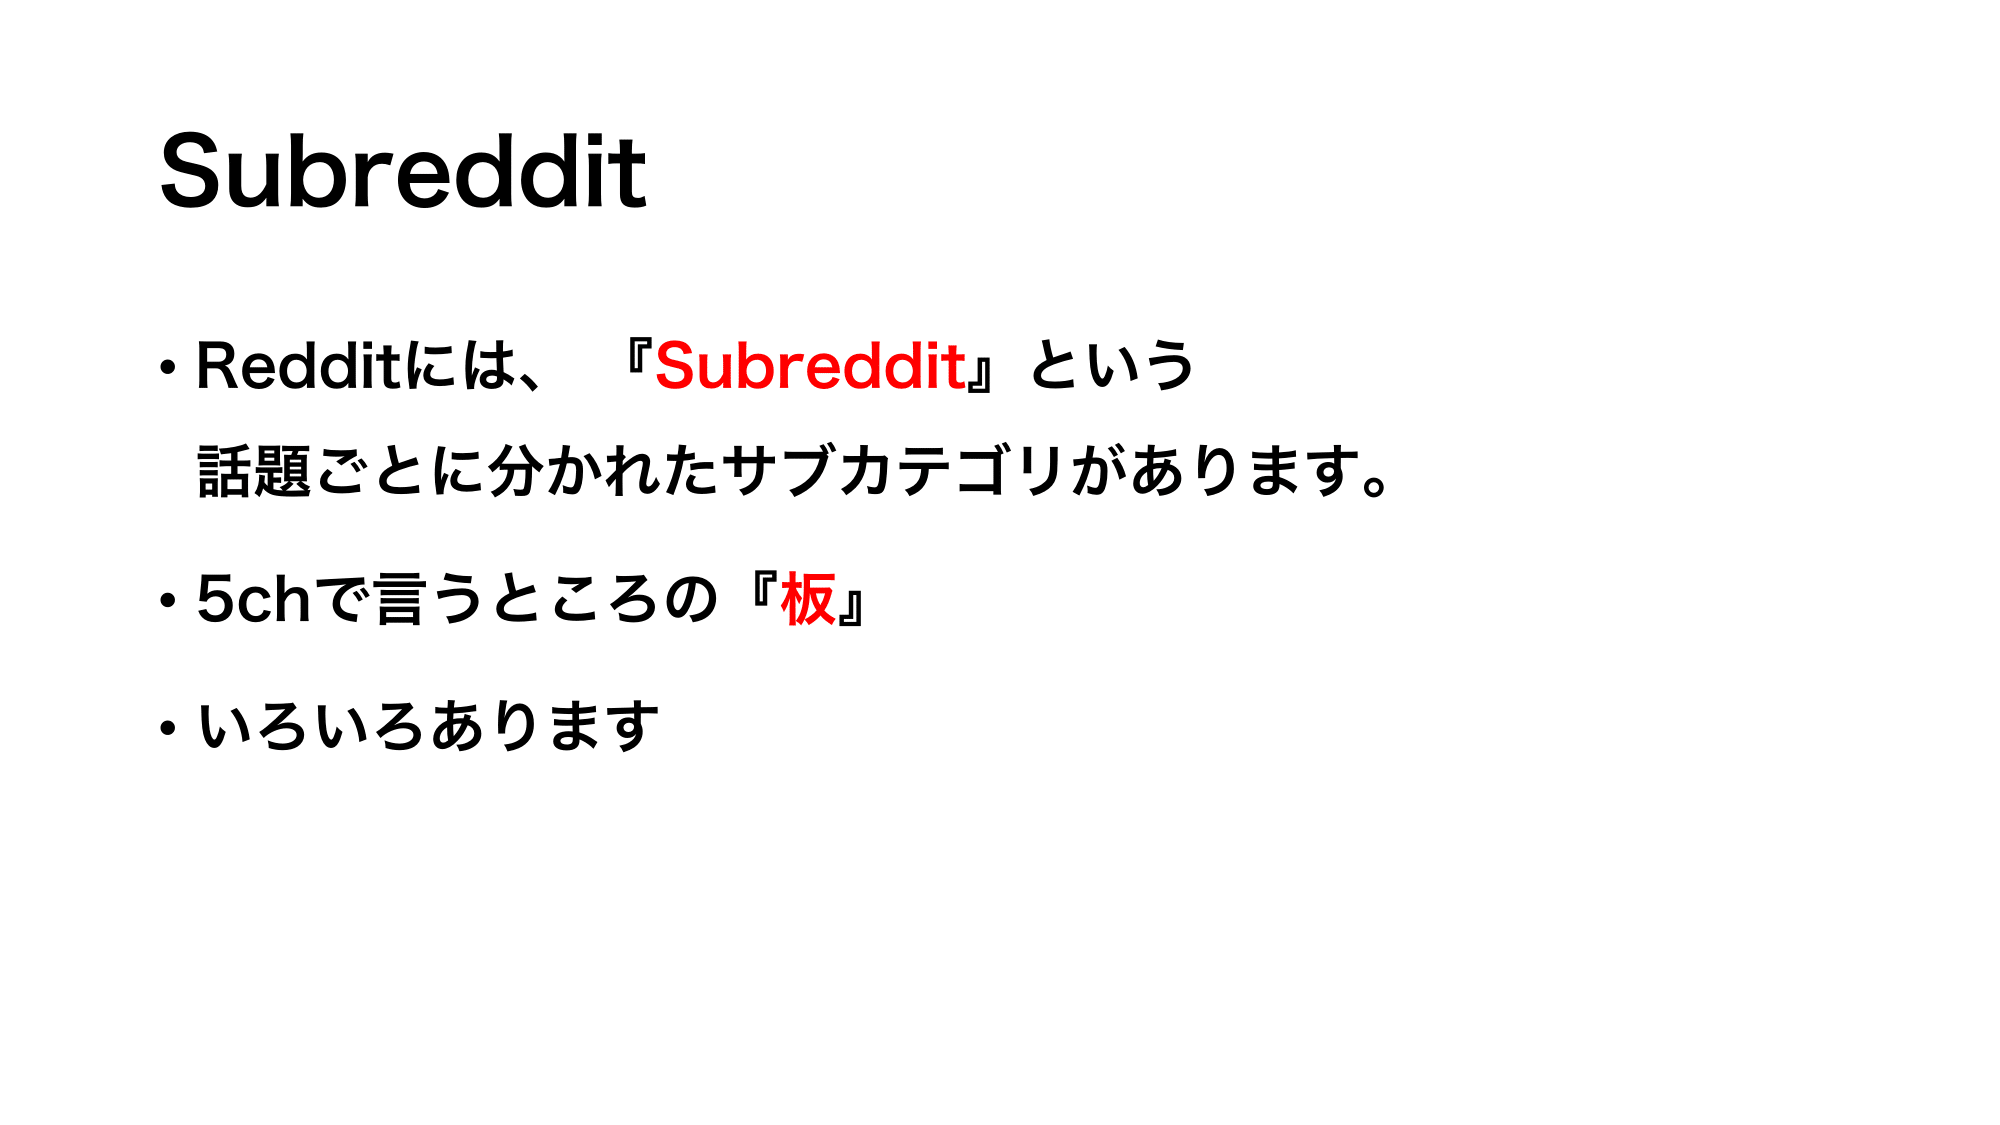 Subreddit
・Redditには、 『Subreddit』という
話題ごとに分かれたサブカテゴリがあります。
・5chで言うところの『板』
・いろいろあります